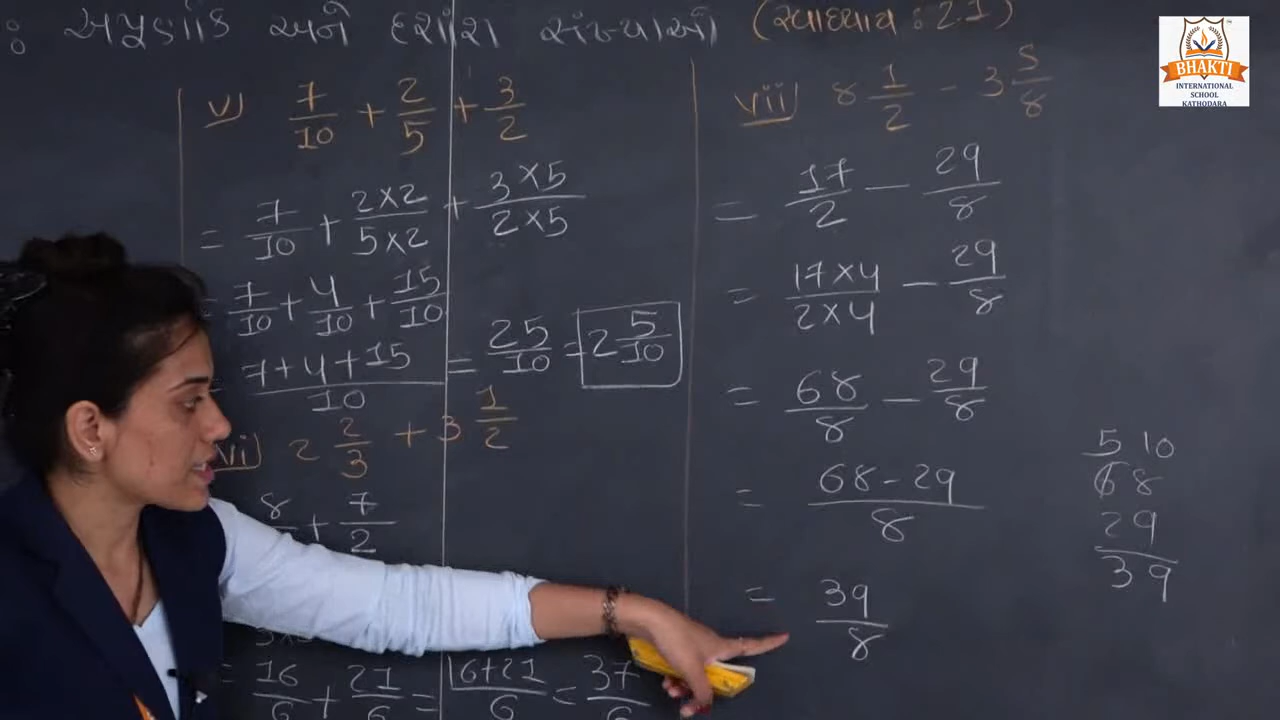 : અપૂર્ણાંક અને દશાંશ સંખ્યાઓ (સ્વાધ્યાય : 2.1)
v) 7/10 + 2/5 + 3/2
= 7/10 + 2×2/5×2 + 3×5/2×5
= 7/10 + 4/10 + 15/10
= 7+4+15/10 = 25/10 = 2 5/10
vi) 2 2/3 + 3 1/2
8/ + 7/2
= 16/6 + 21/6 = 16+21/6 = 37/6
vii) 8 1/2 - 3 5/8
= 17/2 - 29/8
= 17×4/2×4 - 29/8
= 68/8 - 29/8
= 68-29/8
= 39/8
5 10
68
29
39
BHAKTI
INTERNATIONAL
SCHOOL
KATHODARA